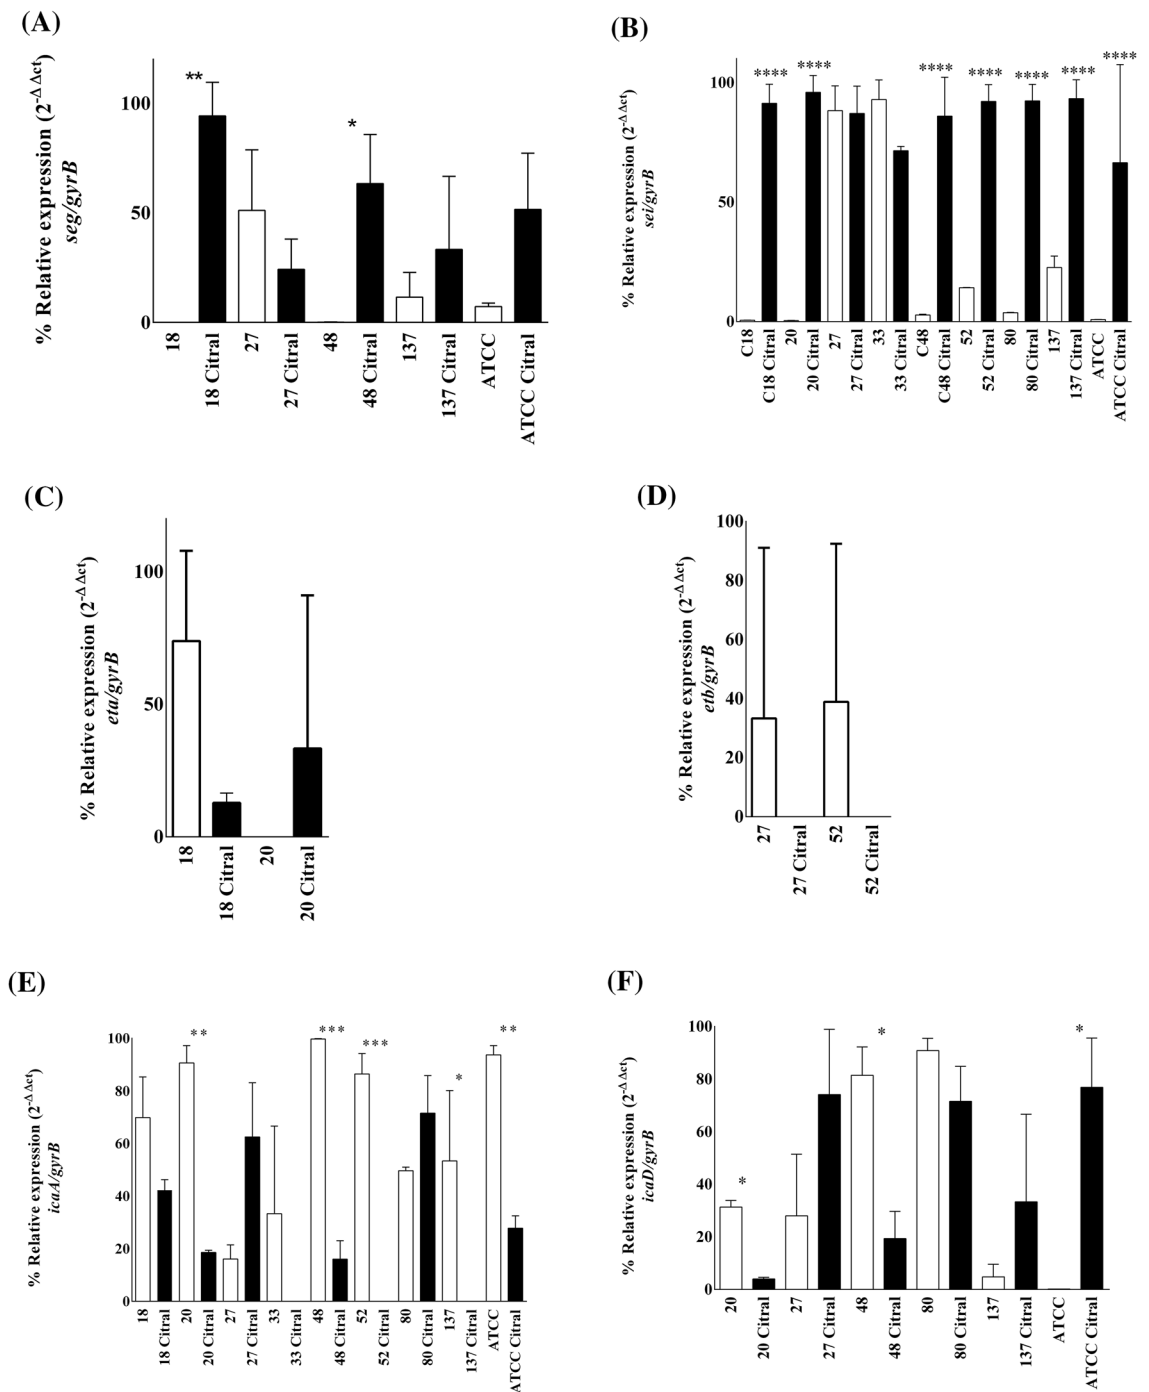 (A)
% Relative expression (2-ΔΔct)
seg/gyrB
100
50
0
**
*
18
18 Citral
27
27 Citral
48
48 Citral
137
137 Citral
ATCC
ATCC Citral
(B)
% Relative expression (2-ΔΔct)
sei/gyrB
100
50
0
****
****
****
****
****
****
****
C18
C18 Citral
20
20 Citral
27
27 Citral
33
33 Citral
C48
C48 Citral
52
52 Citral
80
80 Citral
137
137 Citral
ATCC
ATCC Citral
(C)
% Relative expression (2-ΔΔct)
eta/gyrB
100
50
0
18
18 Citral
20
20 Citral
(D)
% Relative expression (2-ΔΔct)
etb/gyrB
100
80
60
40
20
0
27
27 Citral
52
52 Citral
(E)
% Relative expression (2-ΔΔct)
icaA/gyrB
100
80
60
40
20
0
**
***
***
*
**
18
18 Citral
20
20 Citral
27
27 Citral
33
33 Citral
48
48 Citral
52
52 Citral
80
80 Citral
137
137 Citral
ATCC
ATCC Citral
(F)
% Relative expression (2-ΔΔct)
icaD/gyrB
100
80
60
40
20
0
*
*
*
20
20 Citral
27
27 Citral
48
48 Citral
80
80 Citral
137
137 Citral
ATCC
ATCC Citral